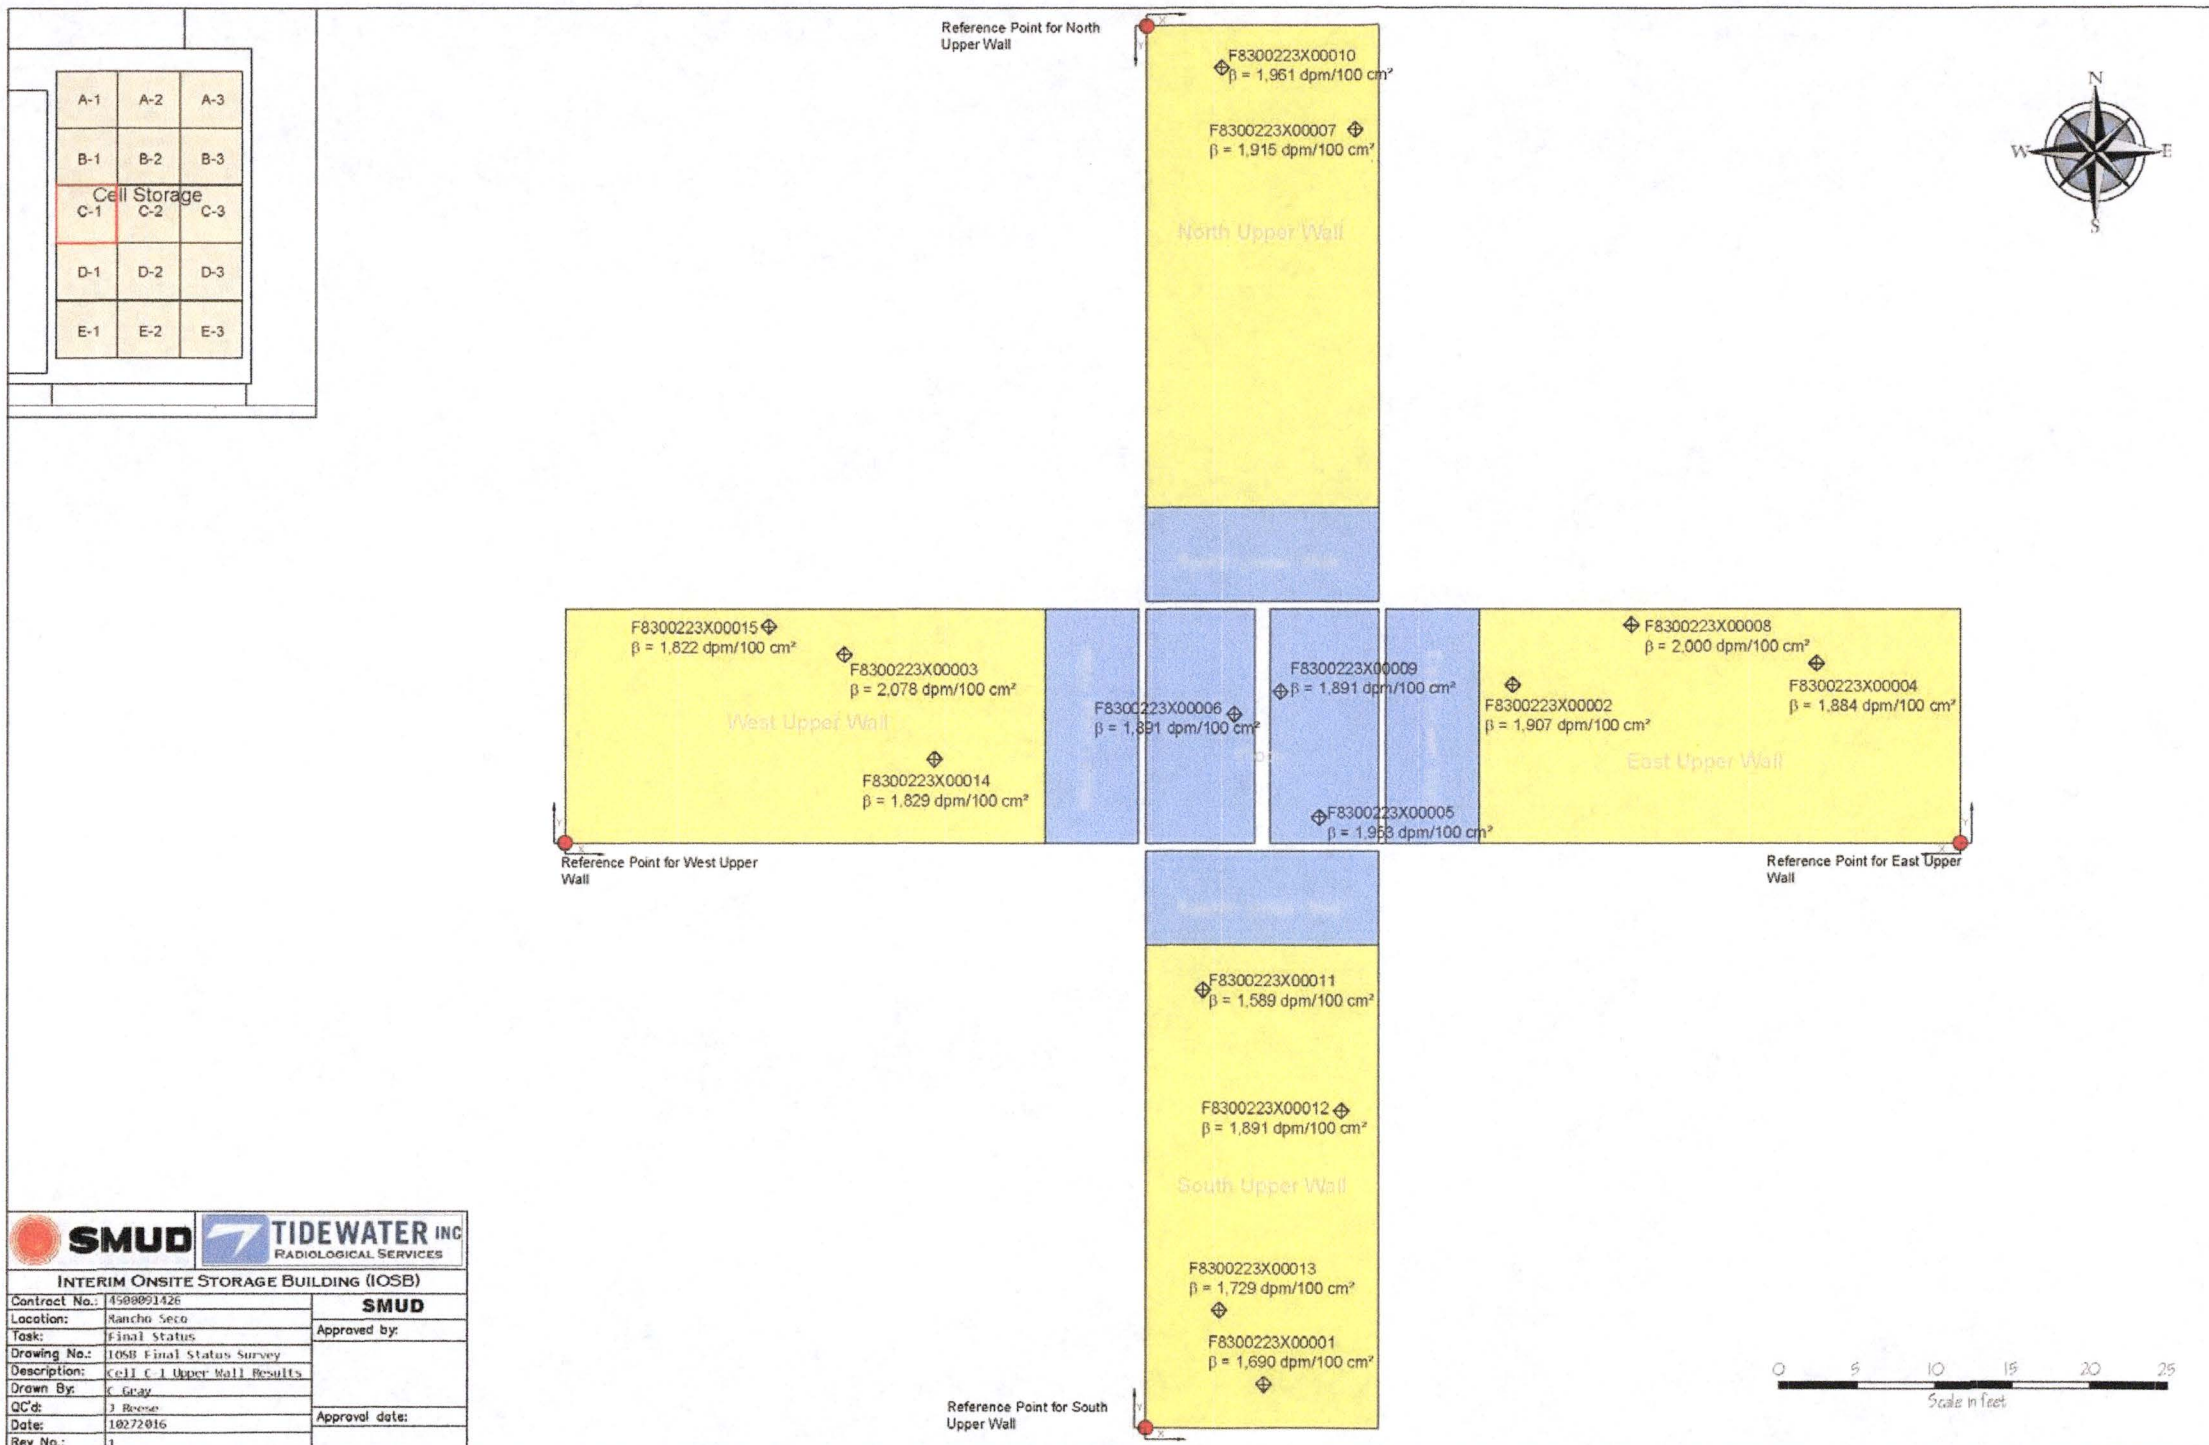 Reference Point for North
Upper Wall
X
Y
F8300223X00010
β = 1,961 dpm/100 cm²
F8300223X00007
β = 1,915 dpm/100 cm²
North Upper Wall
N
W
E
S
A-1
A-2
A-3
B-1
B-2
B-3
Cell Storage
C-1
C-2
C-3
D-1
D-2
D-3
E-1
E-2
E-3
F8300223X00015
β = 1,822 dpm/100 cm²
F8300223X00003
β = 2,078 dpm/100 cm²
West Upper Wall
F8300223X00014
β = 1,829 dpm/100 cm²
Y
X
Reference Point for West Upper
Wall
F8300223X00009
β = 1,891 dpm/100 cm²
F8300223X00006
β = 1,891 dpm/100 cm²
F8300223X00005
β = 1,953 dpm/100 cm²
F8300223X00008
β = 2,000 dpm/100 cm²
F8300223X00004
β = 1,884 dpm/100 cm²
F8300223X00002
β = 1,907 dpm/100 cm²
East Upper Wall
Y
X
Reference Point for East Upper
Wall
F8300223X00011
β = 1,589 dpm/100 cm²
F8300223X00012
β = 1,891 dpm/100 cm²
South Upper Wall
F8300223X00013
β = 1,729 dpm/100 cm²
F8300223X00001
β = 1,690 dpm/100 cm²
Reference Point for South
Upper Wall
Y
X
SMUD
TIDEWATER INC
RADIOLOGICAL SERVICES
INTERIM ONSITE STORAGE BUILDING (IOSB)
Contract No.: 4500091426
SMUD
Location: Rancho Seco
Approved by:
Task: Final Status
Drawing No.: IOSB Final Status Survey
Description: Cell C-1 Upper Wall Results
Drawn By: C Gray
QC'd: J Reese
Approval date:
Date: 10272016
Rev No.: 1
0 5 10 15 20 25
Scale in feet